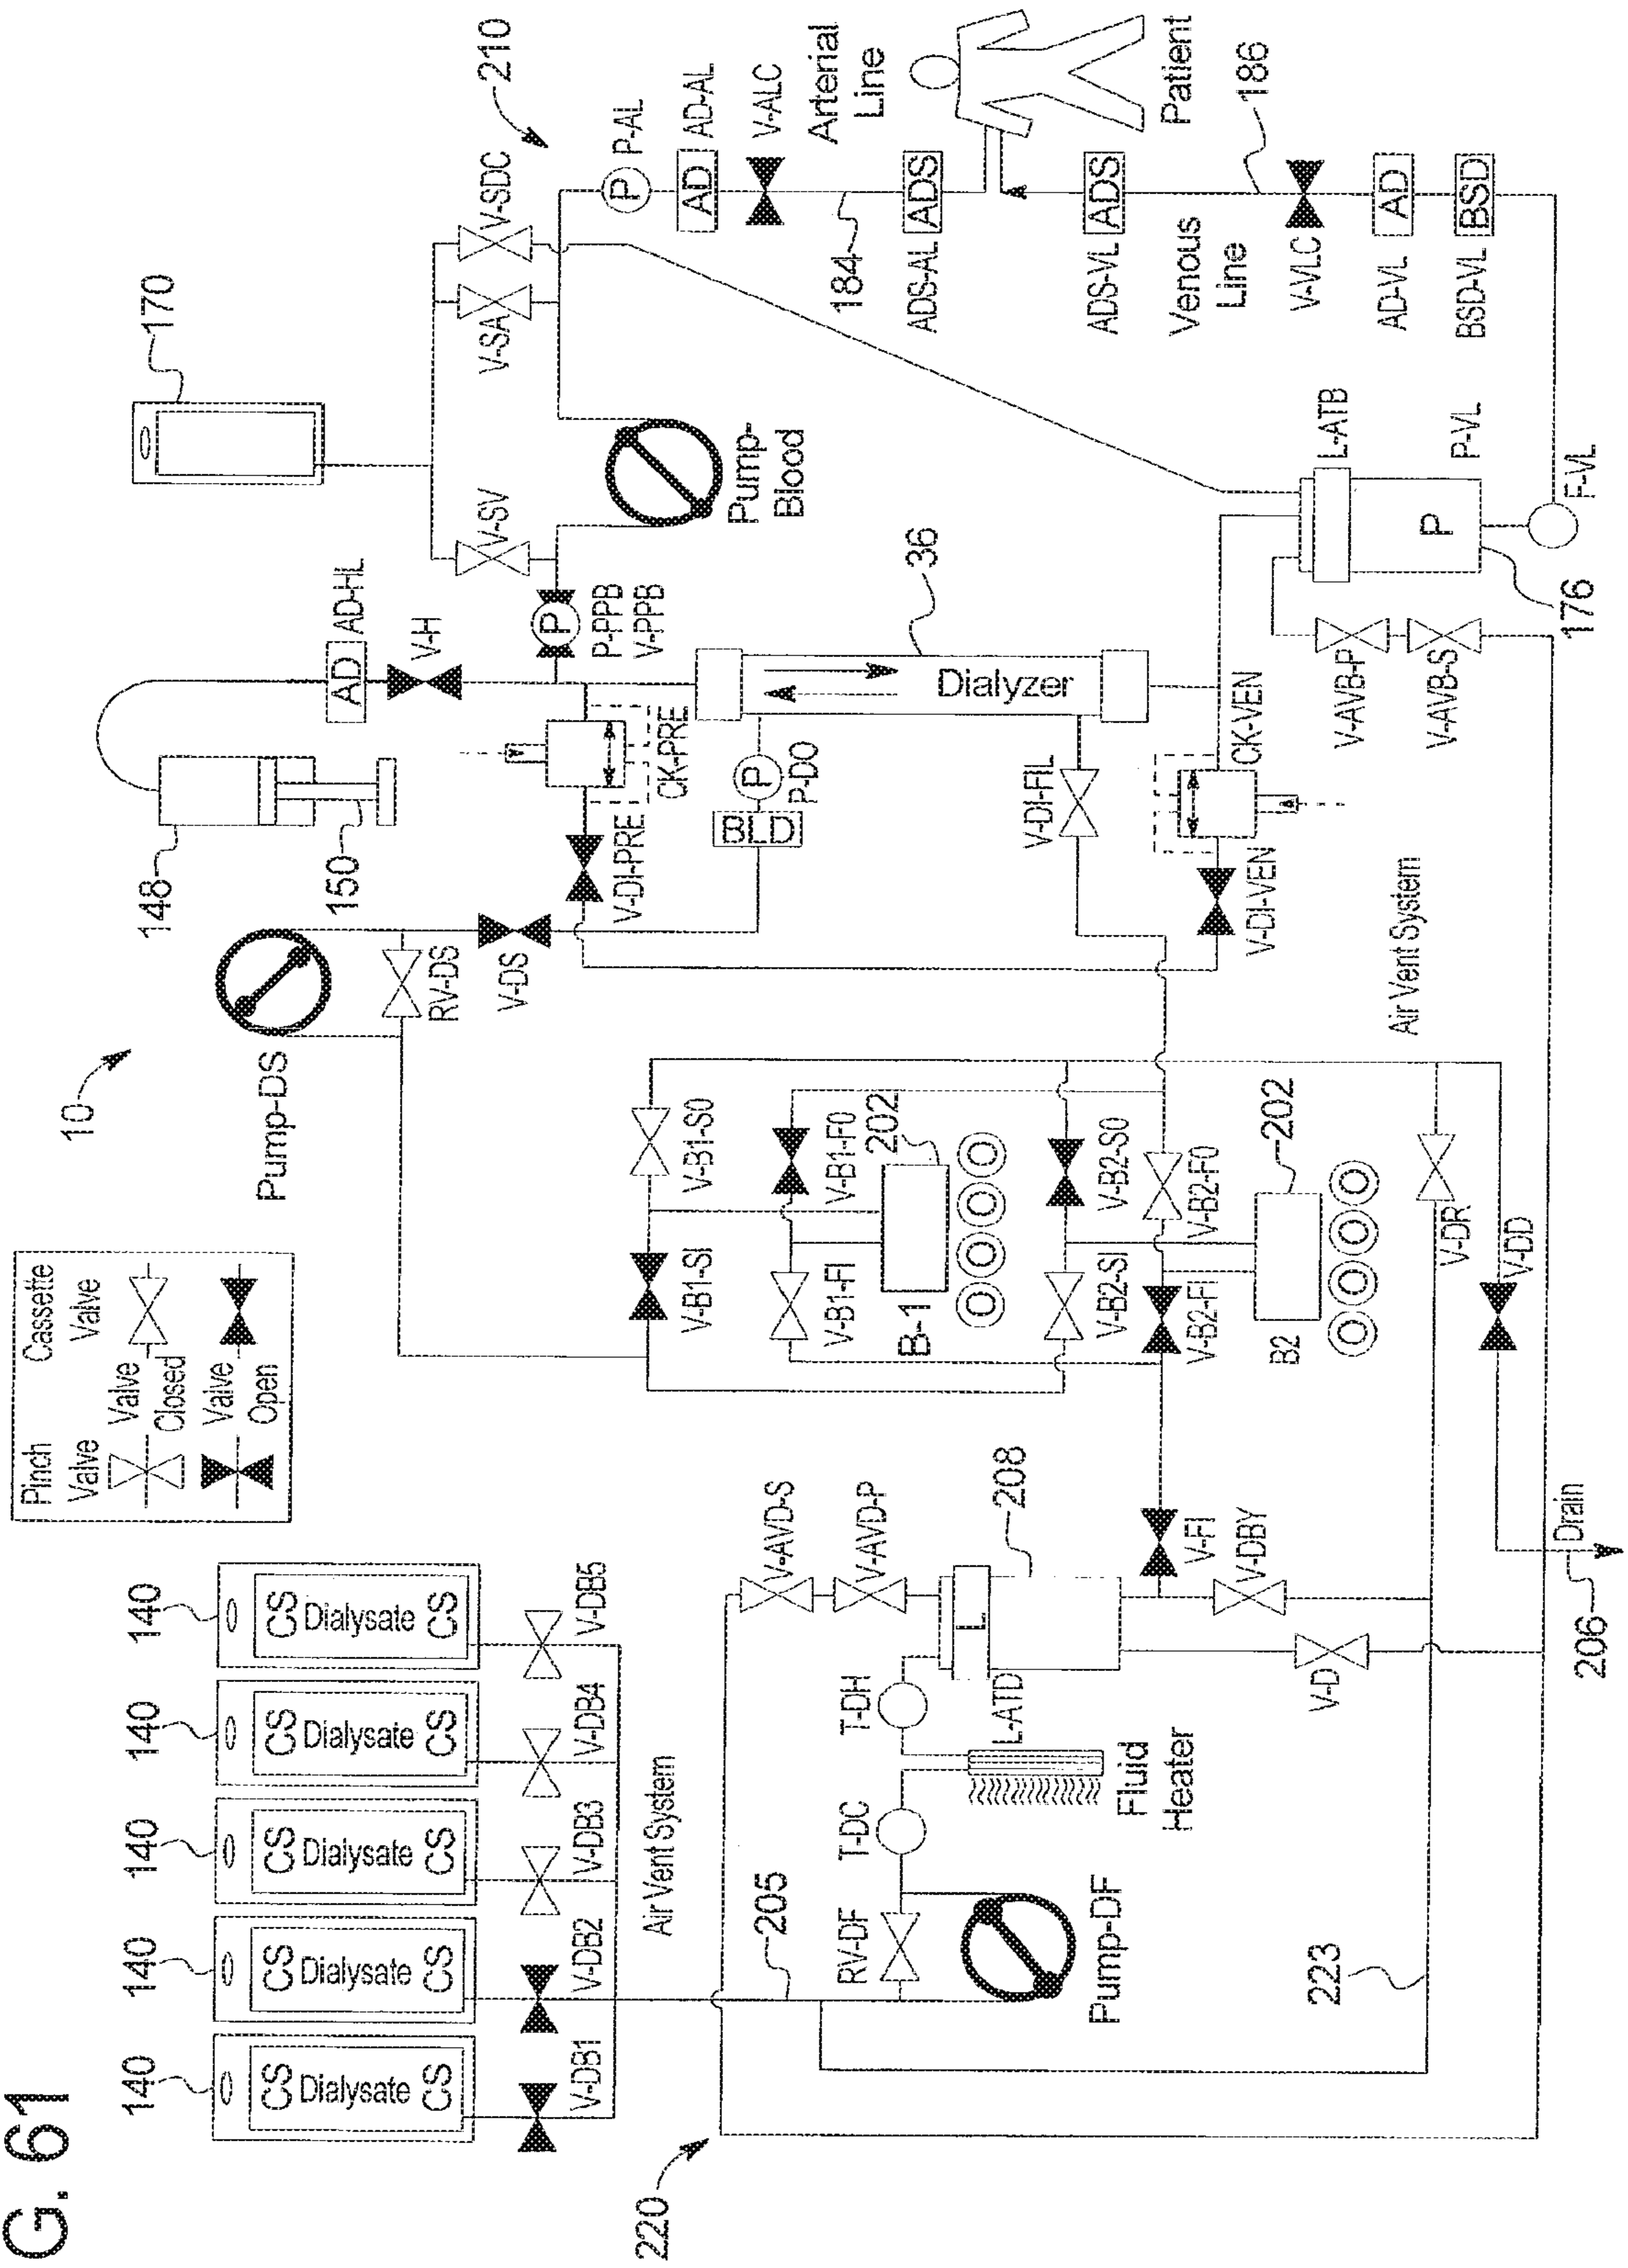 G. 61
10
210
220
Pinch Valve
Cassette Valve
Valve Closed
Valve Open
140
140
140
140
140
CS Dialysate CS
CS Dialysate CS
CS Dialysate CS
CS Dialysate CS
CS Dialysate CS
V-DB1
V-DB2
V-DB3
V-DB4
V-DB5
Air Vent System
205
RV-DF
Pump-DF
T-DC
T-DH
Fluid Heater
L-ATD
L
208
V-AVD-S
V-AVD-P
V-FI
V-DBY
V-D
223
206
Drain
Pump-DS
RV-DS
V-DS
V-B1-SI
V-B1-S0
V-B1-FI
V-B1-F0
B-1
202
V-B2-SI
V-B2-S0
V-B2-FI
V-B2-F0
B2
202
V-DR
V-DD
Air Vent System
148
150
AD
AD-HL
V-H
170
V-SV
V-SA
V-SDC
P
P-PPB
V-PPB
Pump-Blood
CK-PRE
V-DI-PRE
P
P-DO
BLD
36
Dialyzer
V-DI-FIL
CK-VEN
V-DI-VEN
V-AVB-P
V-AVB-S
176
P
L-ATB
P-VL
F-VL
P
P-AL
AD
AD-AL
V-ALC
Arterial Line
184
ADS
ADS-AL
Patient
ADS
ADS-VL
Venous Line
186
V-VLC
AD
AD-VL
BSD
BSD-VL